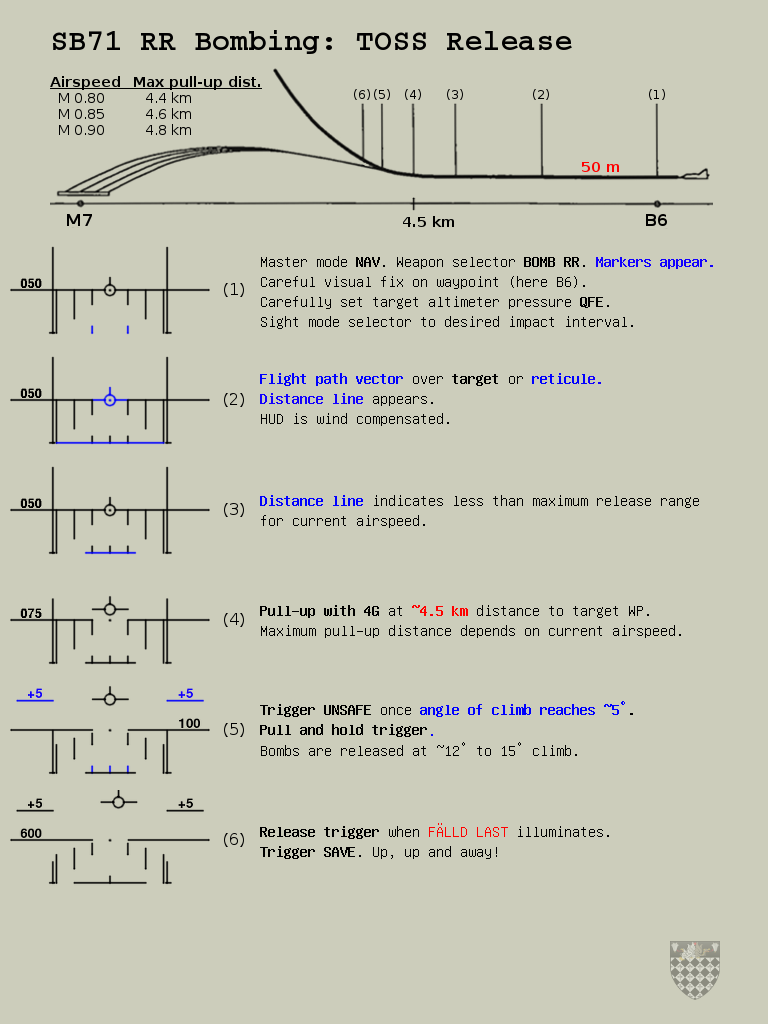 SB71 RR Bombing: TOSS Release
Airspeed Max pull-up dist.
M 0.80 4.4 km
M 0.85 4.6 km
M 0.90 4.8 km
(6) (5) (4) (3) (2) (1)
50 m
M7 4.5 km B6
050
(1)
Master mode NAV. Weapon selector BOMB RR. Markers appear.
Careful visual fix on waypoint (here B6).
Carefully set target altimeter pressure QFE.
Sight mode selector to desired impact interval.
050
(2)
Flight path vector over target or reticule.
Distance line appears.
HUD is wind compensated.
050
(3)
Distance line indicates less than maximum release range
for current airspeed.
075
(4)
Pull-up with 4G at ~4.5 km distance to target WP.
Maximum pull-up distance depends on current airspeed.
+5 +5
100
(5)
Trigger UNSAFE once angle of climb reaches ~5°.
Pull and hold trigger.
Bombs are released at ~12° to 15° climb.
+5 +5
600
(6)
Release trigger when FÄLLD LAST illuminates.
Trigger SAVE. Up, up and away!